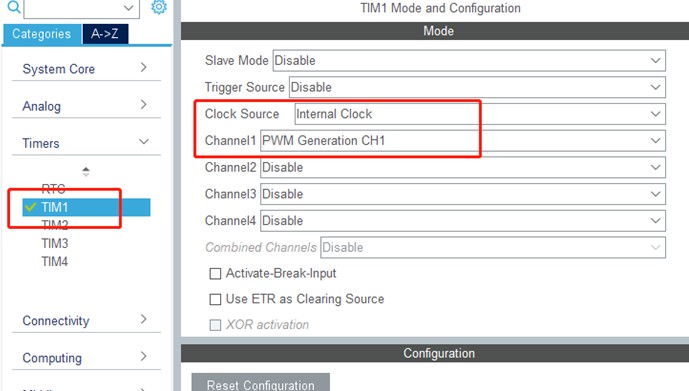 TIM1 Mode and Configuration
Categories
A->Z
System Core
Analog
Timers
RTC
TIM1
TIM2
TIM3
TIM4
Connectivity
Computing
Mode
Slave Mode Disable
Trigger Source Disable
Clock Source Internal Clock
Channel1 PWM Generation CH1
Channel2 Disable
Channel3 Disable
Channel4 Disable
Combined Channels Disable
Activate-Break-Input
Use ETR as Clearing Source
XOR activation
Configuration
Reset Configuration